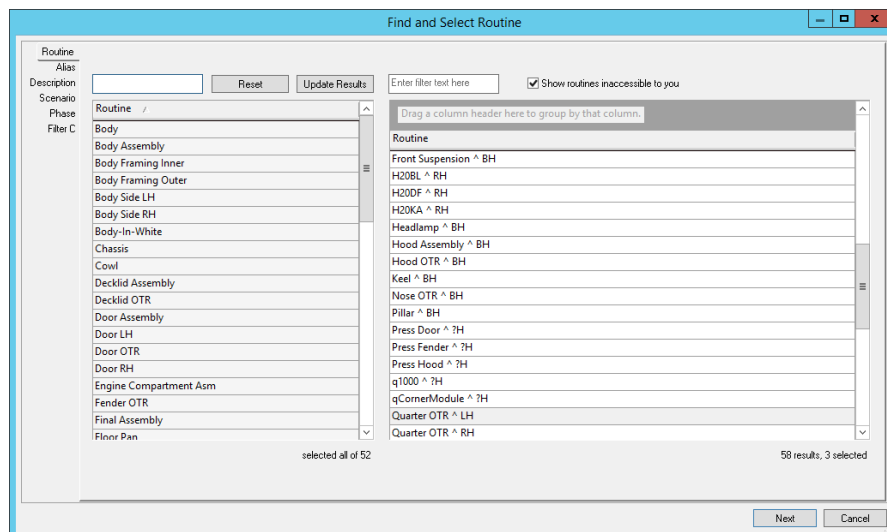 Find and Select Routine
Routine
Alias
Description
Scenario
Phase
Filter C
Reset
Update Results
Enter filter text here
Show routines inaccessible to you
Routine
Body
Body Assembly
Body Framing Inner
Body Framing Outer
Body Side LH
Body Side RH
Body-In-White
Chassis
Cowl
Decklid Assembly
Decklid OTR
Door Assembly
Door LH
Door OTR
Door RH
Engine Compartment Asm
Fender OTR
Final Assembly
Floor Pan
selected all of 52
Drag a column header here to group by that column.
Routine
Front Suspension ^ BH
H20BL ^ RH
H20DF ^ RH
H20KA ^ RH
Headlamp ^ BH
Hood Assembly ^ BH
Hood OTR ^ BH
Keel ^ BH
Nose OTR ^ BH
Pillar ^ BH
Press Door ^ ?H
Press Fender ^ ?H
Press Hood ^ ?H
q1000 ^ ?H
qCornerModule ^ ?H
Quarter OTR ^ LH
Quarter OTR ^ RH
58 results, 3 selected
Next
Cancel